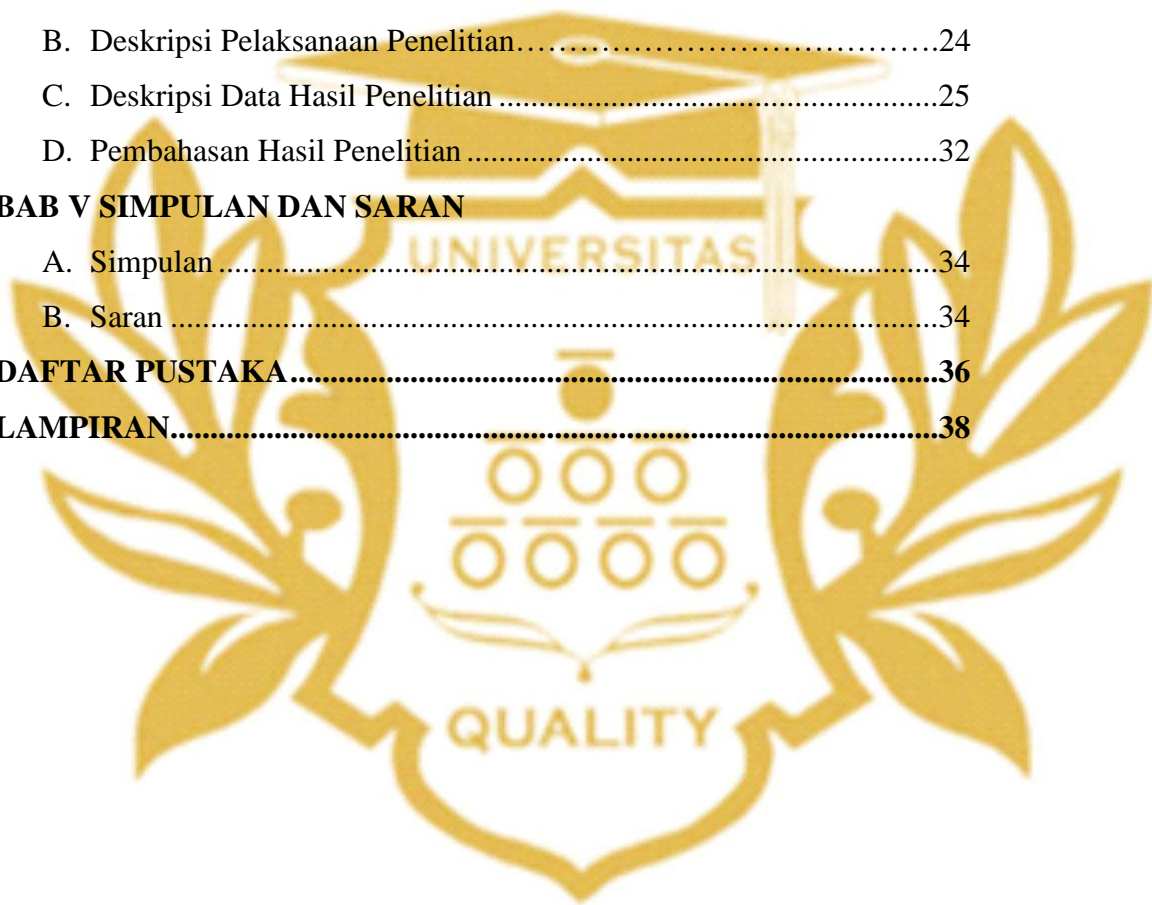 B. Deskripsi Pelaksanaan Penelitian……………………………….24
C. Deskripsi Data Hasil Penelitian ........................................................25
D. Pembahasan Hasil Penelitian ............................................................32
BAB V SIMPULAN DAN SARAN
UNIVERSITAS
A. Simpulan ............................................................................................34
B. Saran ..................................................................................................34
DAFTAR PUSTAKA ..................................................................................36
LAMPIRAN..................................................................................................38
QUALITY